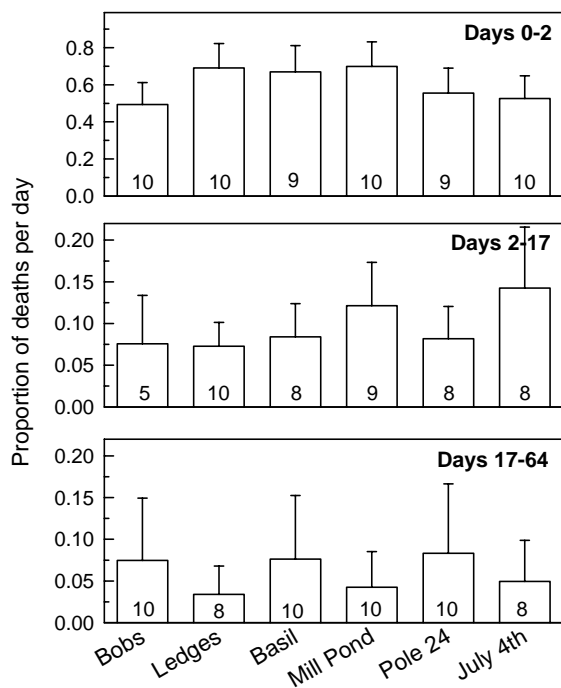 Proportion of deaths per day
Days 0-2
0.8
0.6
0.4
0.2
0.0
10 10 9 10 9 10
Days 2-17
0.20
0.15
0.10
0.05
0.00
5 10 8 9 8 8
Days 17-64
0.20
0.15
0.10
0.05
0.00
10 8 10 10 10 8
Bobs Ledges Basil Mill Pond Pole 24 July 4th